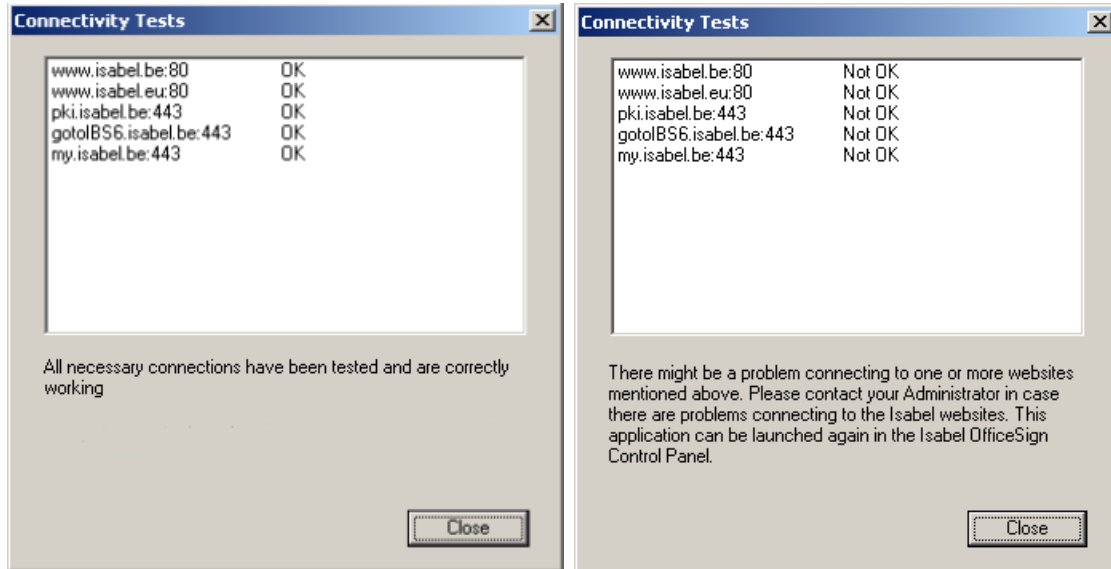 Connectivity Tests
www.isabel.be:80 OK
www.isabel.eu:80 OK
pki.isabel.be:443 OK
gotoIBS6.isabel.be:443 OK
my.isabel.be:443 OK
All necessary connections have been tested and are correctly
working
Close
Connectivity Tests
www.isabel.be:80 Not OK
www.isabel.eu:80 Not OK
pki.isabel.be:443 Not OK
gotoIBS6.isabel.be:443 Not OK
my.isabel.be:443 Not OK
There might be a problem connecting to one or more websites
mentioned above. Please contact your Administrator in case
there are problems connecting to the Isabel websites. This
application can be launched again in the Isabel OfficeSign
Control Panel.
Close